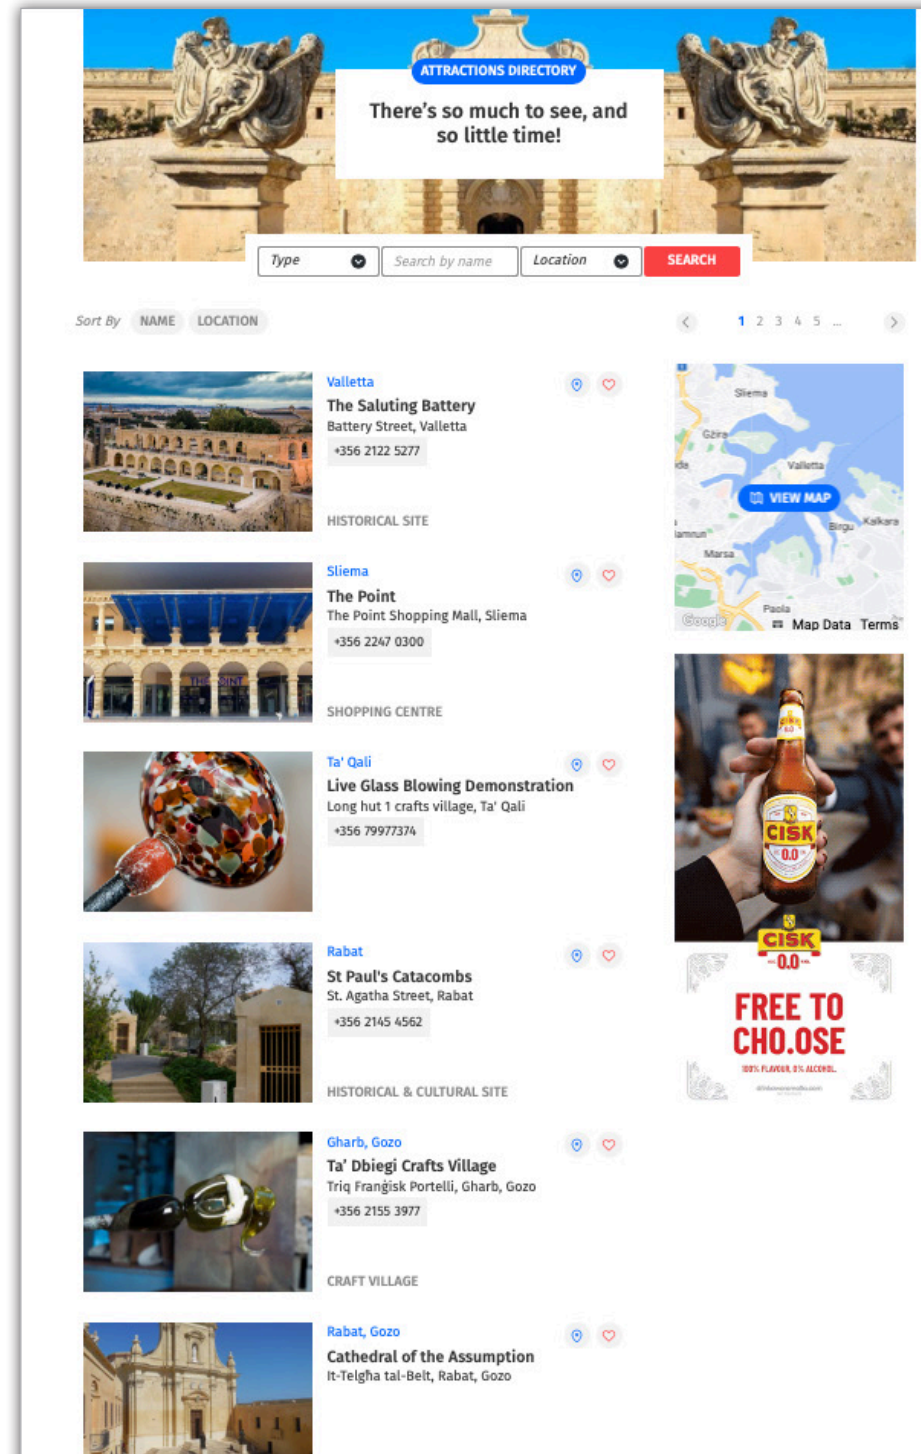 ATTRACTIONS DIRECTORY
There's so much to see, and
so little time!
Type
Search by name
Location
SEARCH
Sort By NAME LOCATION
1 2 3 4 5 ...
Valletta
The Saluting Battery
Battery Street, Valletta
+356 2122 5277
HISTORICAL SITE
Sliema
The Point
The Point Shopping Mall, Sliema
+356 2247 0300
SHOPPING CENTRE
THE POINT
Ta' Qali
Live Glass Blowing Demonstration
Long hut 1 crafts village, Ta' Qali
+356 79977374
Rabat
St Paul's Catacombs
St. Agatha Street, Rabat
+356 2145 4562
HISTORICAL & CULTURAL SITE
Gharb, Gozo
Ta’ Dbiegi Crafts Village
Triq Franġisk Portelli, Gharb, Gozo
+356 2155 3977
CRAFT VILLAGE
Rabat, Gozo
Cathedral of the Assumption
It-Telgħa tal-Belt, Rabat, Gozo
Sliema
Gżira
Valletta
VIEW MAP
Birgu
Kalkara
Marsa
Paola
Google
Map Data Terms
CISK
0.0
CISK
0.0
FREE TO
CHO.OSE
100% FLAVOUR, 0% ALCOHOL.